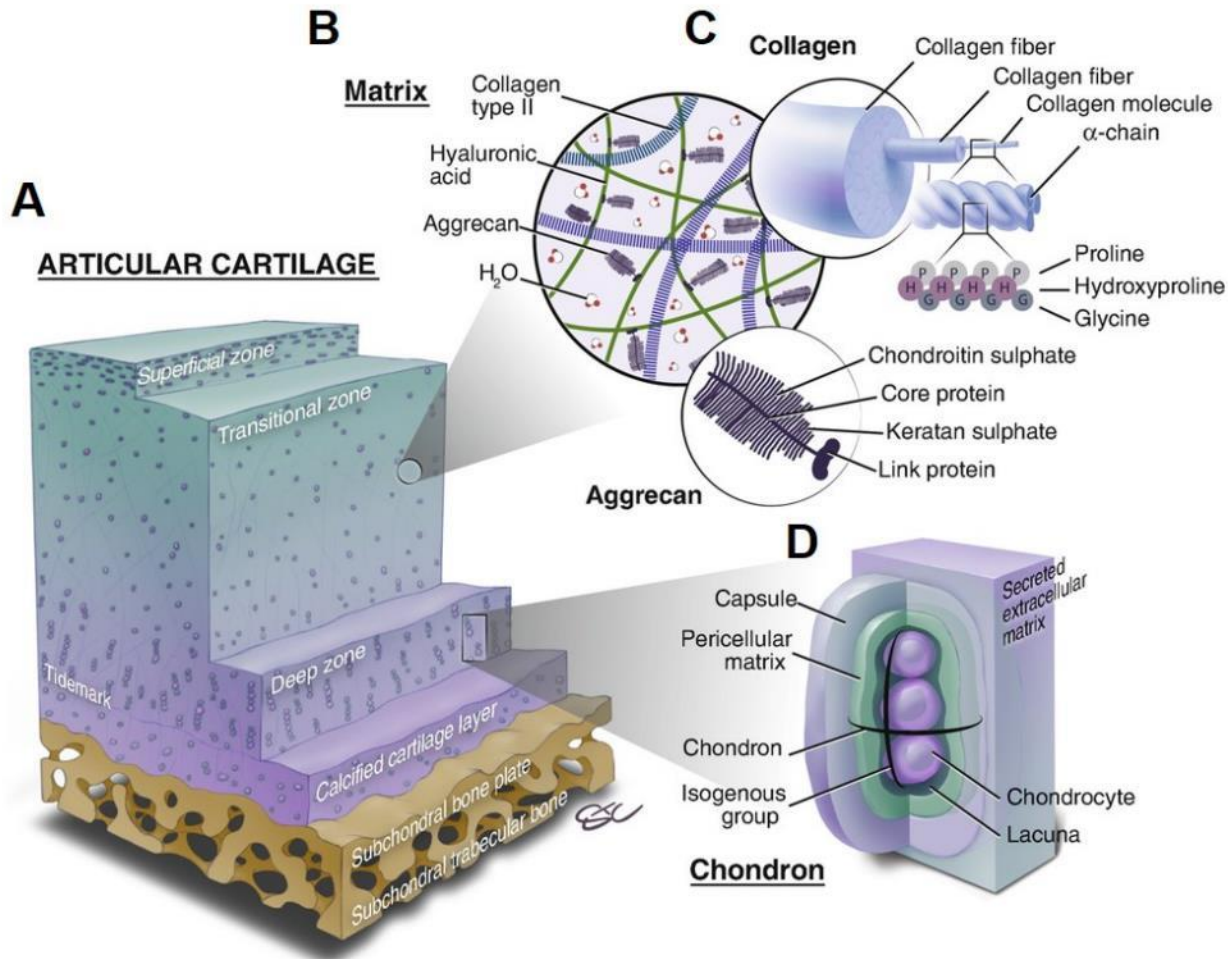 A
ARTICULAR CARTILAGE
Superficial zone
Transitional zone
Deep zone
Tidemark
Calcified cartilage layer
Subchondral bone plate
Subchondral trabecular bone
B
Matrix
Collagen
type II
Hyaluronic
acid
Aggrecan
H₂O
C
Collagen
Collagen fiber
Collagen fiber
Collagen molecule
α-chain
P P P P
H H H H
G G G G
Proline
Hydroxyproline
Glycine
Chondroitin sulphate
Core protein
Keratan sulphate
Link protein
Aggrecan
D
Secreted
extracellular
matrix
Capsule
Pericellular
matrix
Chondron
Isogenous
group
Chondrocyte
Lacuna
Chondron